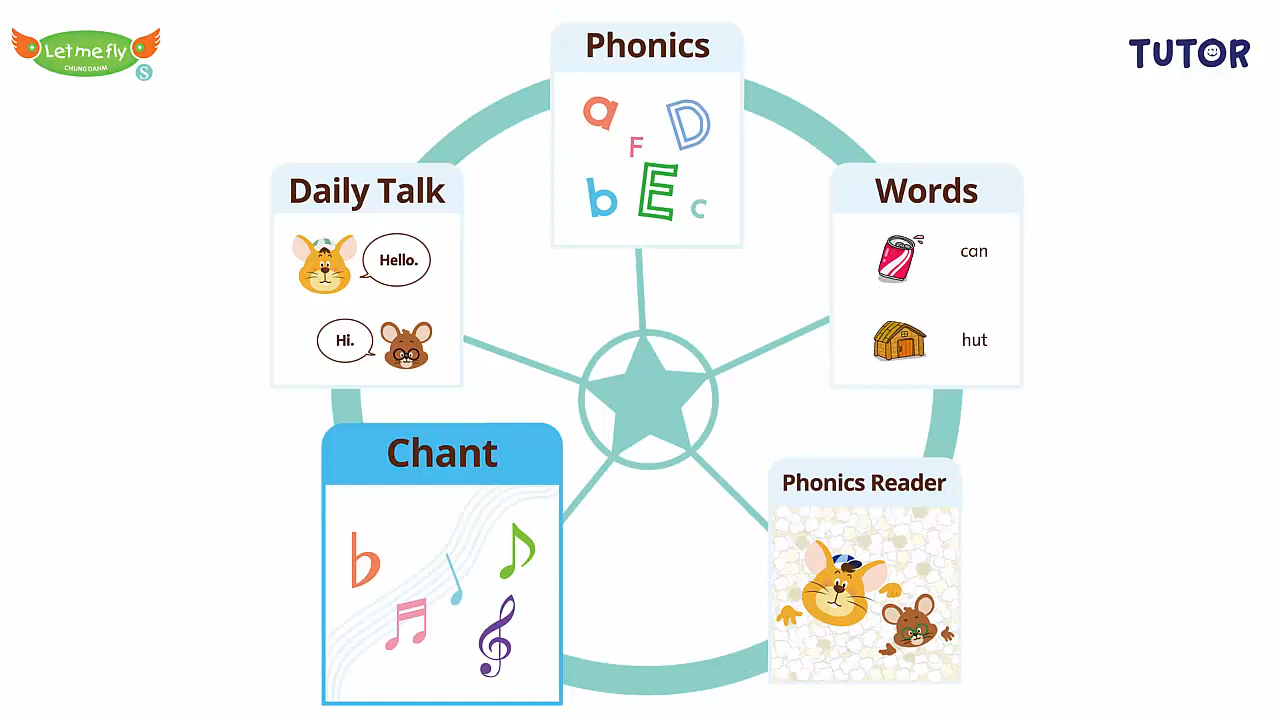 Let me fly
CHUNGDAHM
S
TUTOR
Phonics
a D
F
b E c
Daily Talk
Hello.
Hi.
Words
can
hut
Chant
Phonics Reader